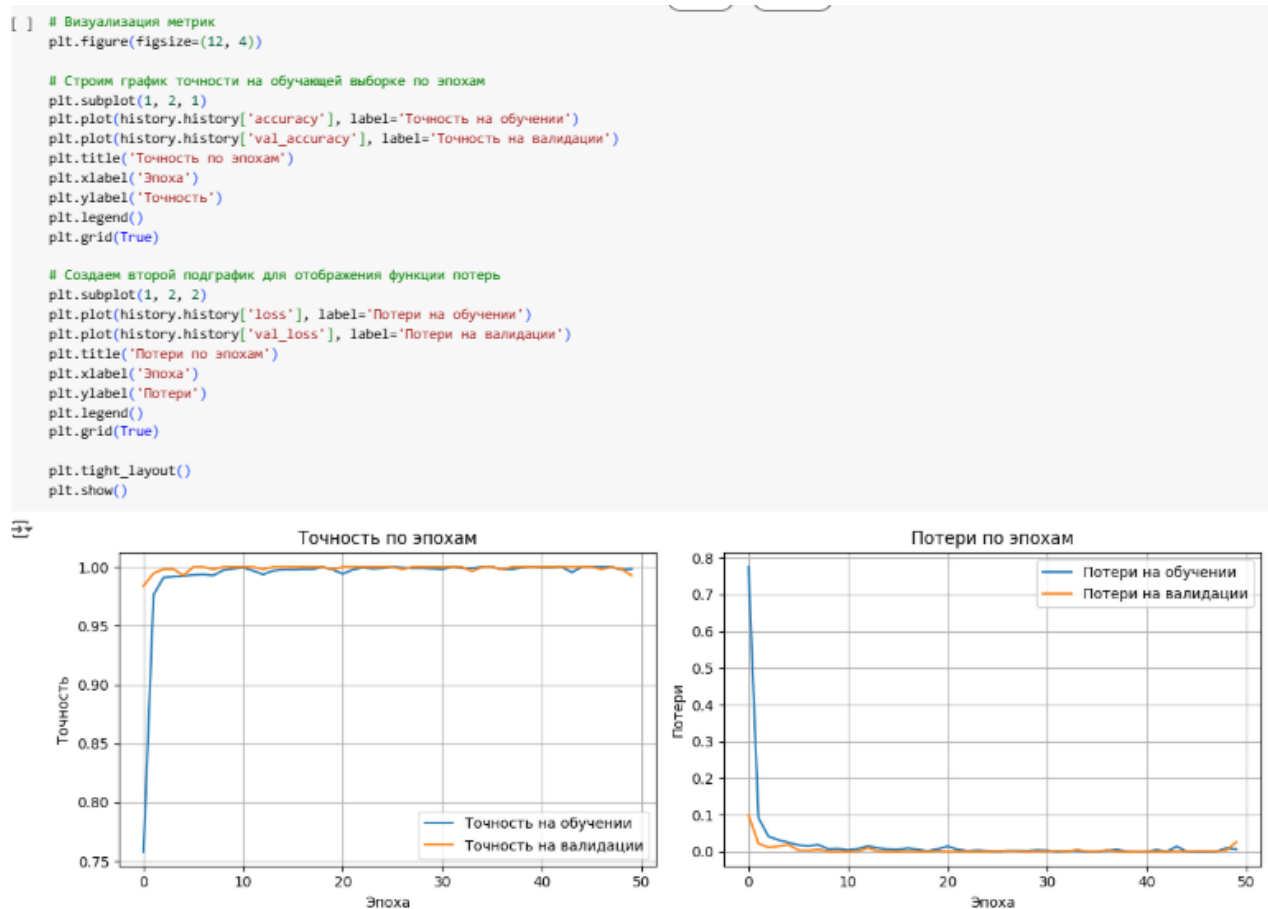 [ ] # Визуализация метрик
plt.figure(figsize=(12, 4))
# Строим график точности на обучающей выборке по эпохам
plt.subplot(1, 2, 1)
plt.plot(history.history['accuracy'], label='Точность на обучении')
plt.plot(history.history['val_accuracy'], label='Точность на валидации')
plt.title('Точность по эпохам')
plt.xlabel('Эпоха')
plt.ylabel('Точность')
plt.legend()
plt.grid(True)
# Создаем второй подграфик для отображения функции потерь
plt.subplot(1, 2, 2)
plt.plot(history.history['loss'], label='Потери на обучении')
plt.plot(history.history['val_loss'], label='Потери на валидации')
plt.title('Потери по эпохам')
plt.xlabel('Эпоха')
plt.ylabel('Потери')
plt.legend()
plt.grid(True)
plt.tight_layout()
plt.show()
Точность по эпохам
1.00
0.95
0.90
0.85
0.80
0.75
Точность
Точность на обучении
Точность на валидации
0 10 20 30 40 50
Эпоха
Потери по эпохам
0.8
0.7
0.6
0.5
0.4
0.3
0.2
0.1
0.0
Потери
Потери на обучении
Потери на валидации
0 10 20 30 40 50
Эпоха